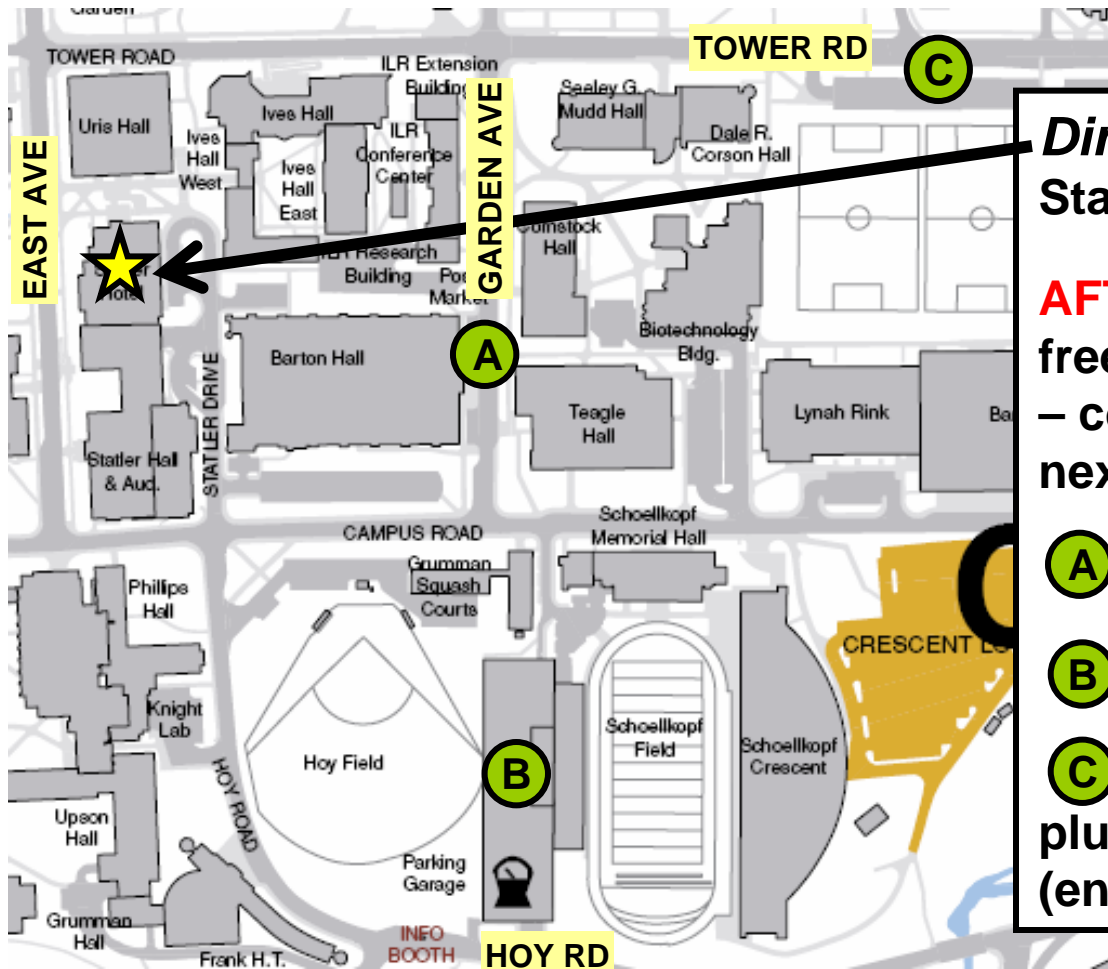 Garden
TOWER ROAD
TOWER RD
C
ILR Extension
Building
Uris Hall
Ives Hall
Seeley G.
Mudd Hall
Dale R.
Corson Hall
EAST AVE
GARDEN AVE
Ives
Hall
West
Ives
Hall
East
ILR
Conference
Center
Hotel
Research
Building
Market
Comstock
Hall
Biotechnology
Bldg.
Barton Hall
A
STATLER DRIVE
Teagle
Hall
Lynah Rink
Statler Hall
& Aud.
CAMPUS ROAD
Schoellkopf
Memorial Hall
Grumman
Squash
Courts
Phillips
Hall
CRESCENT
Knight
Lab
Hoy Field
B
Schoellkopf
Field
Schoellkopf
Crescent
HOY ROAD
Upson
Hall
Parking
Garage
Grumman
Hall
Frank H.T.
INFO
BOOTH
HOY RD
– 
A
B
C
(en